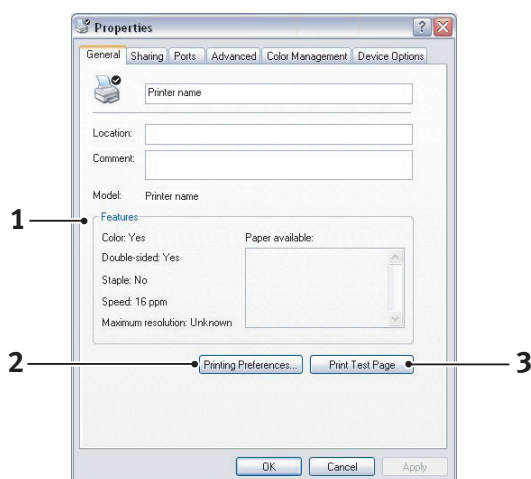 Properties
General Sharing Ports Advanced Color Management Device Options
Printer name
Location:
Comment:
Model: Printer name
1
Features
Color: Yes Paper available:
Double-sided: Yes
Staple: No
Speed: 16 ppm
Maximum resolution: Unknown
2 Printing Preferences... Print Test Page 3
OK Cancel Apply